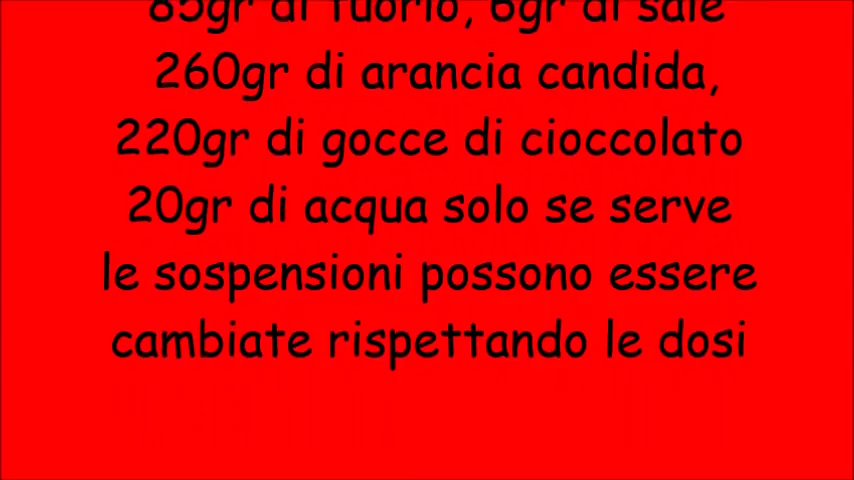 85gr di tuorlo, 6gr di sale
260gr di arancia candida,
220gr di gocce di cioccolato
20gr di acqua solo se serve
le sospensioni possono essere
cambiate rispettando le dosi